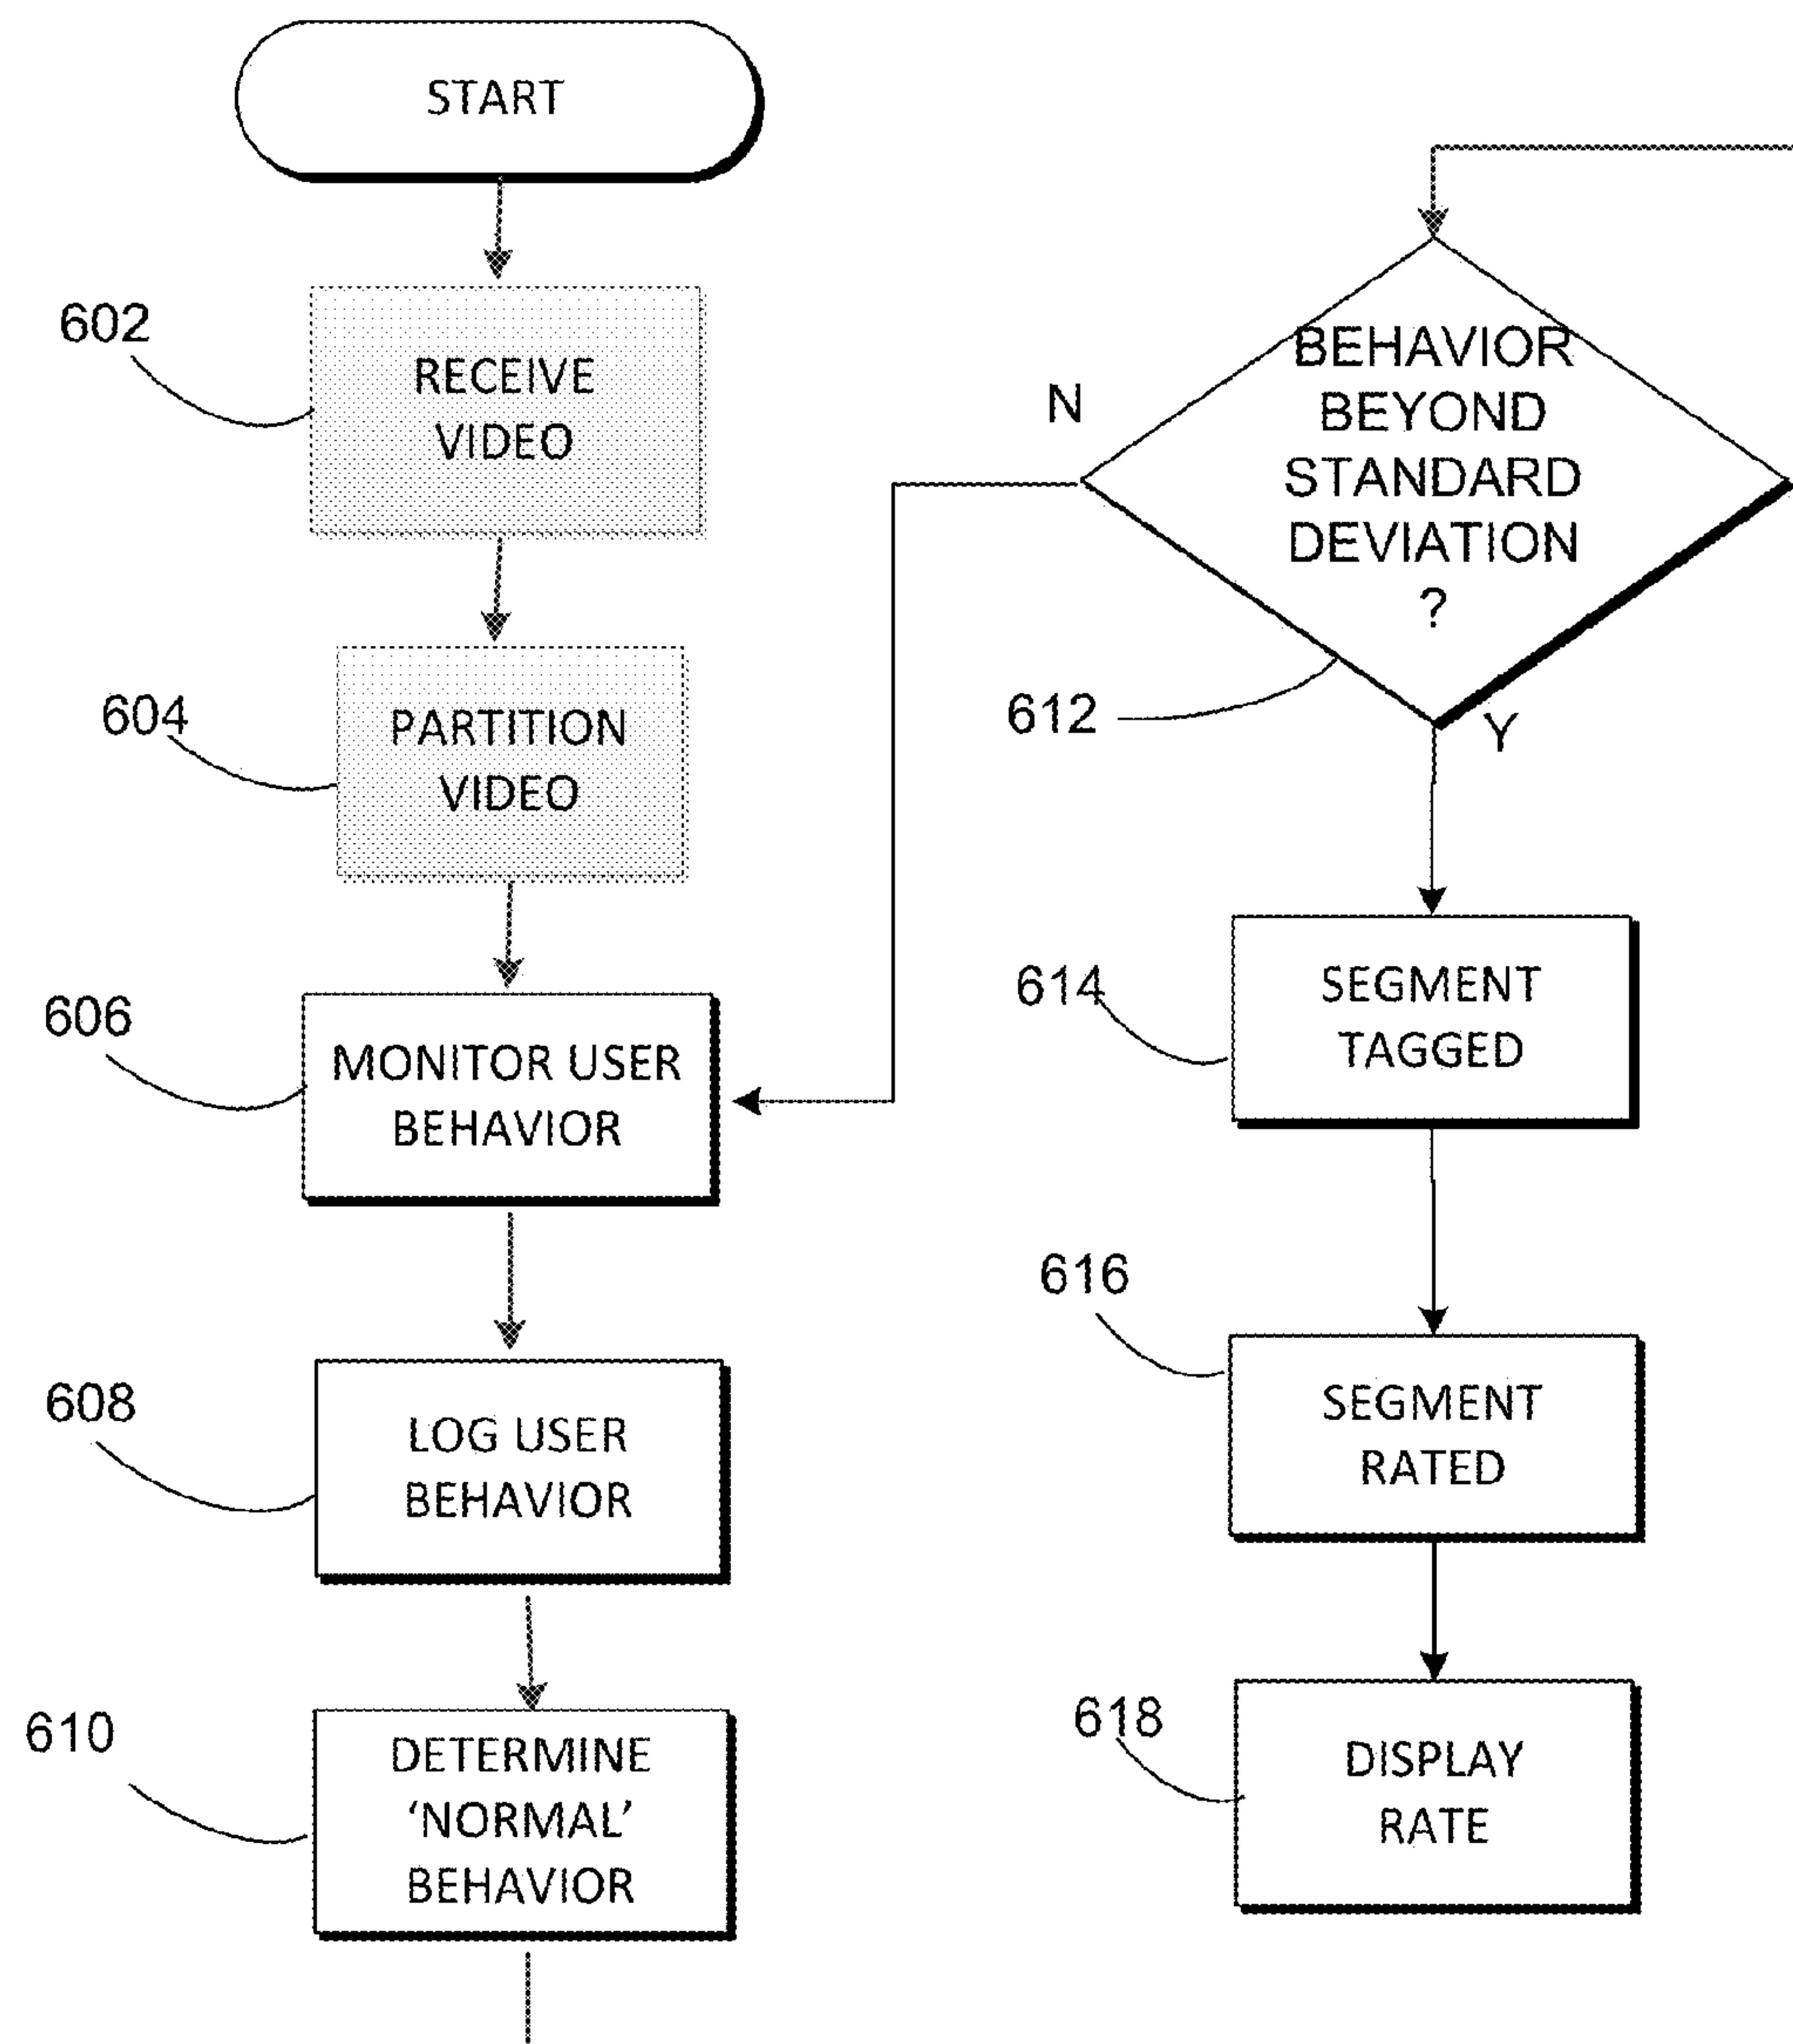 START
602
RECEIVE
VIDEO
604
PARTITION
VIDEO
606
MONITOR USER
BEHAVIOR
608
LOG USER
BEHAVIOR
610
DETERMINE
‘NORMAL’
BEHAVIOR
N
BEHAVIOR
BEYOND
STANDARD
DEVIATION
?
612
Y
614
SEGMENT
TAGGED
616
SEGMENT
RATED
618
DISPLAY
RATE